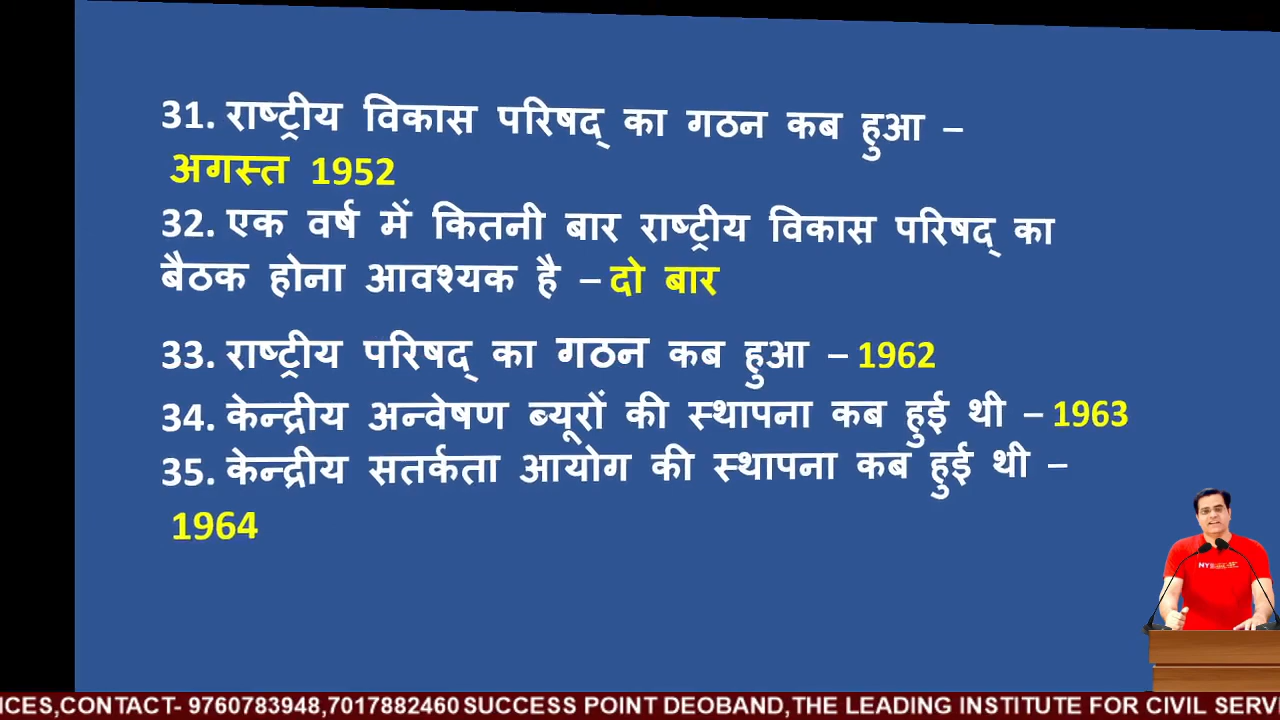 31. राष्ट्रीय विकास परिषद् का गठन कब हुआ –
अगस्त 1952
32. एक वर्ष में कितनी बार राष्ट्रीय विकास परिषद् का
बैठक होना आवश्यक है – दो बार
33. राष्ट्रीय परिषद् का गठन कब हुआ – 1962
34. केन्द्रीय अन्वेषण ब्यूरों की स्थापना कब हुई थी – 1963
35. केन्द्रीय सतर्कता आयोग की स्थापना कब हुई थी –
1964
ICES,CONTACT- 9760783948,7017882460 SUCCESS POINT DEOBAND,THE LEADING INSTITUTE FOR CIVIL SERV